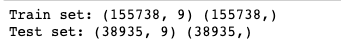 Train set: (155738, 9) (155738,)
Test set: (38935, 9) (38935,)